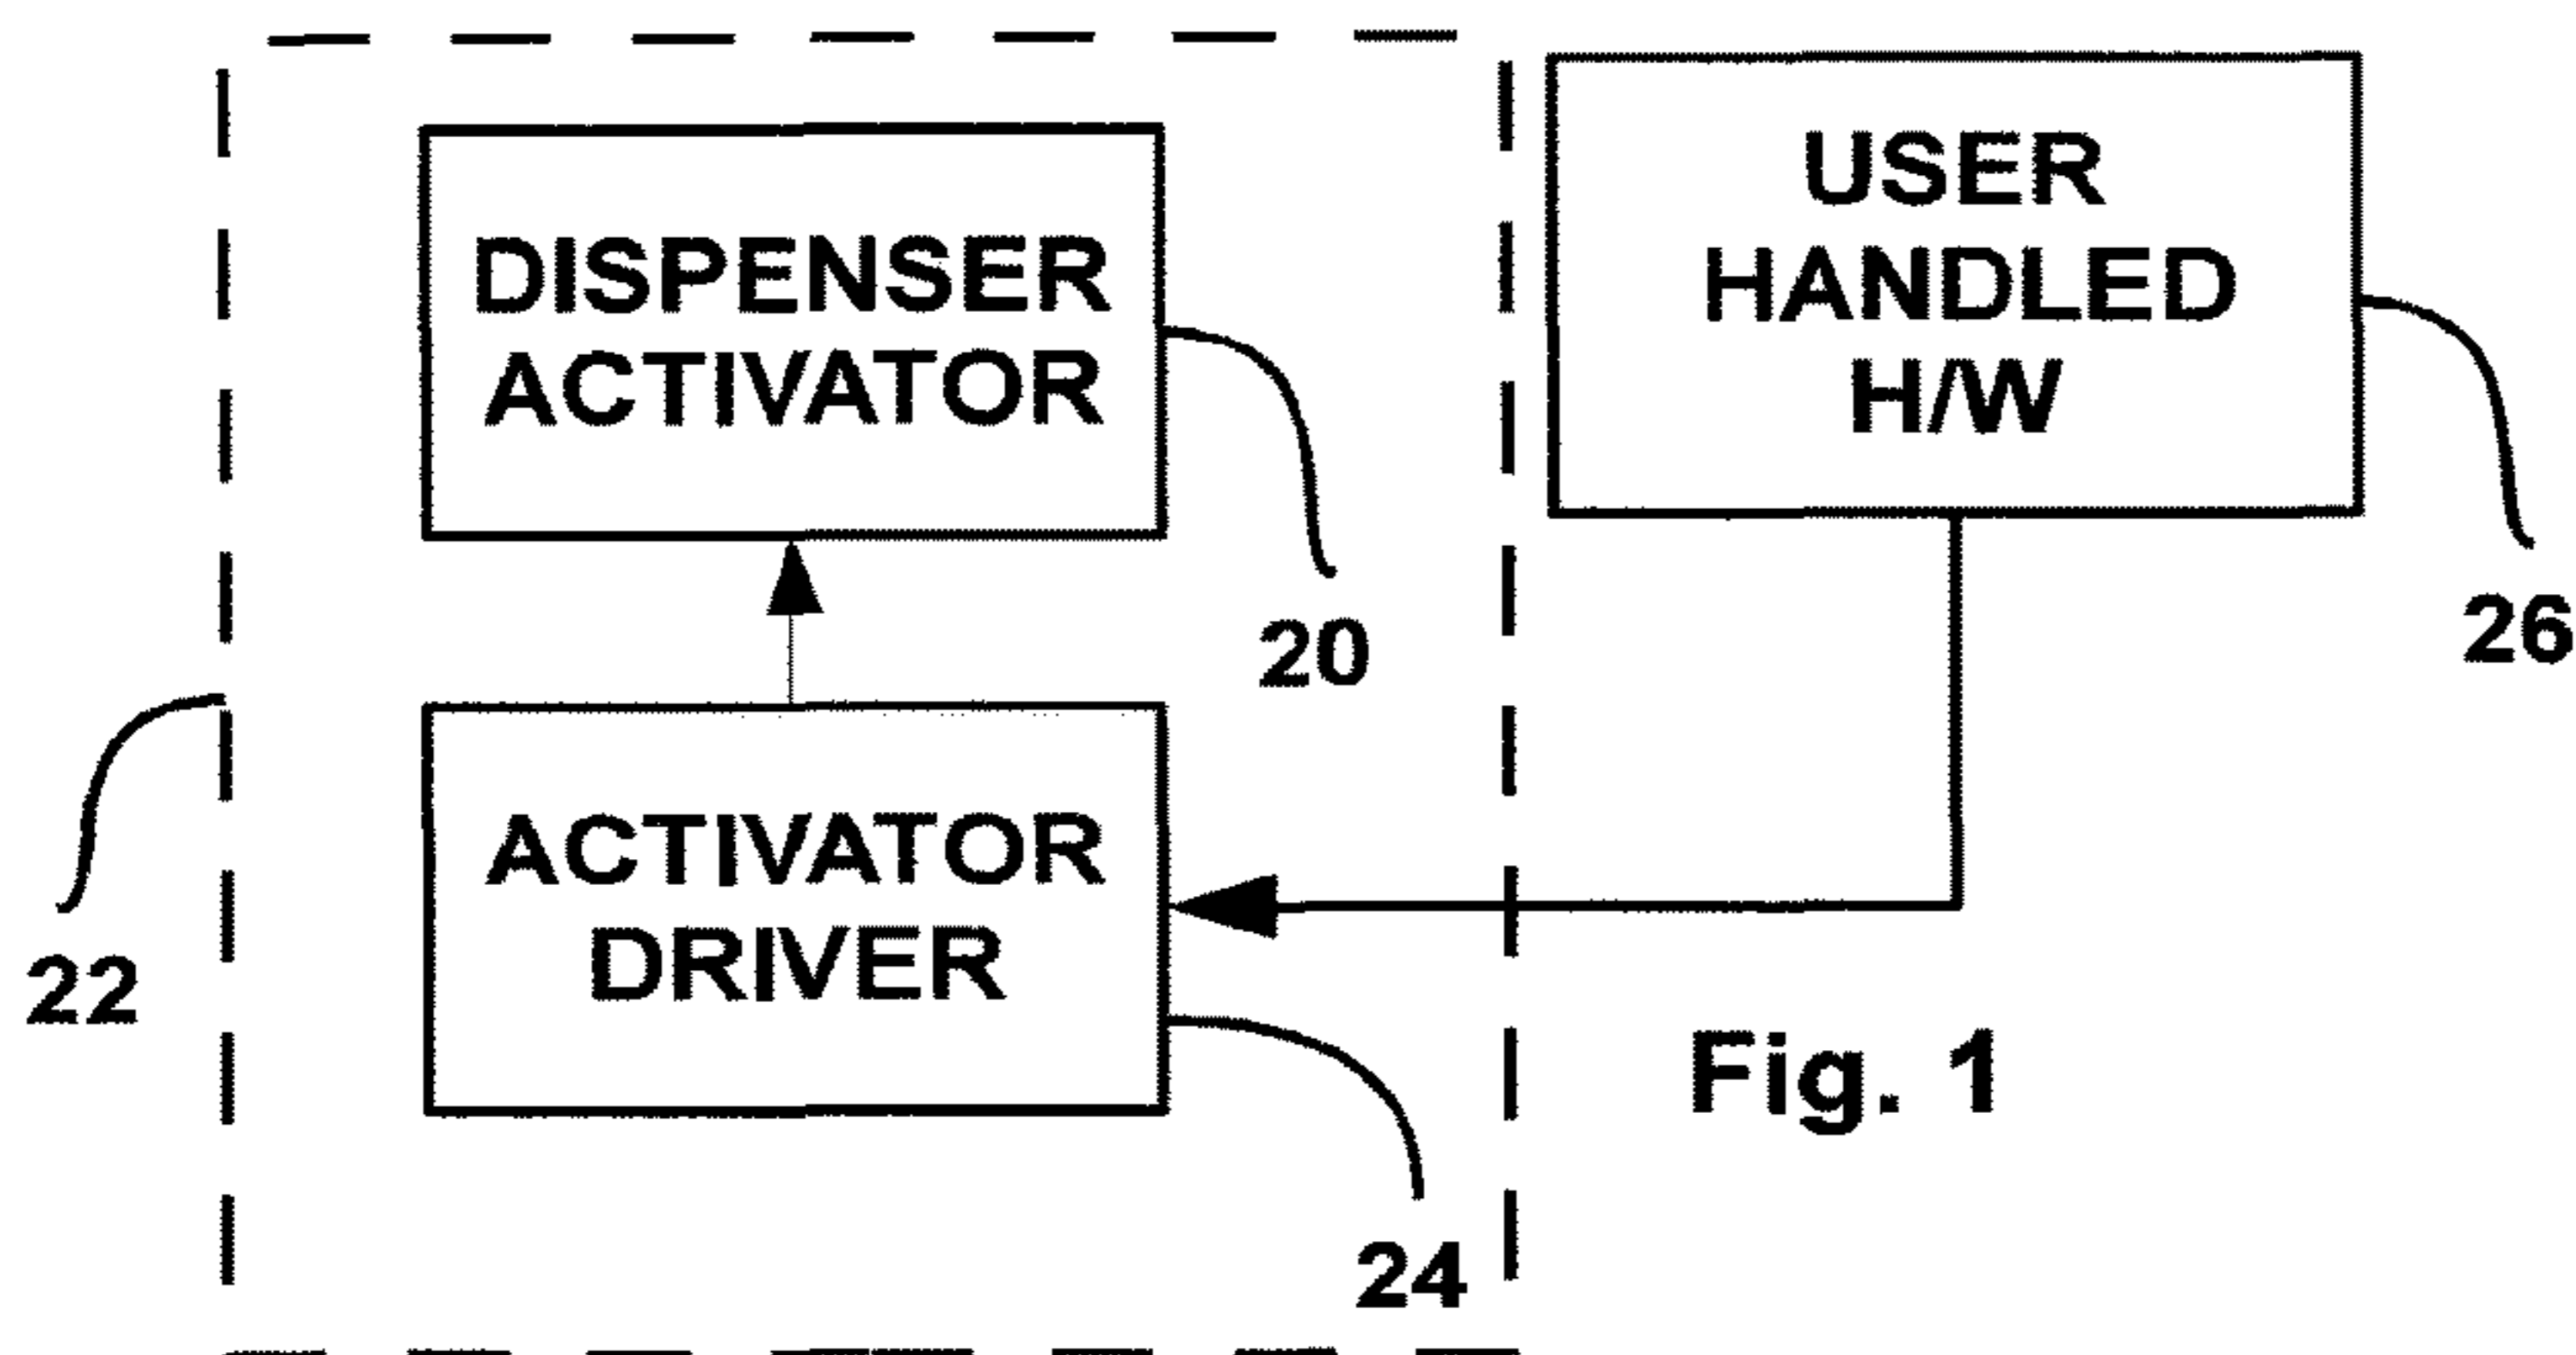 DISPENSER
ACTIVATOR
USER
HANDLED
H/W
20
26
ACTIVATOR
DRIVER
22
24
Fig. 1